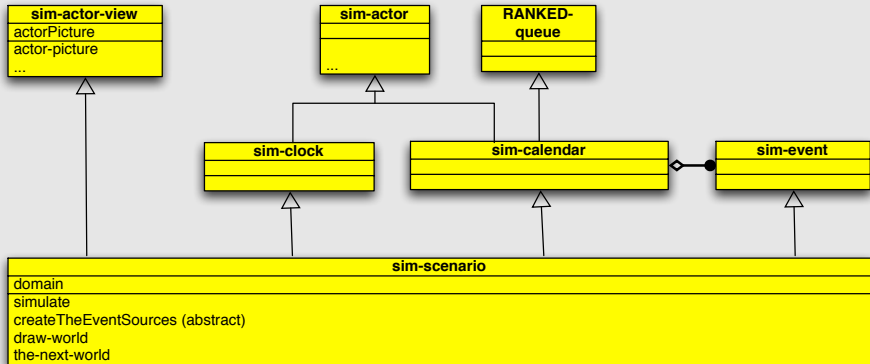 sim-actor-view
actorPicture
actor-picture
...
sim-actor
...
RANKED-
queue
sim-clock
sim-calendar
sim-event
sim-scenario
domain
simulate
createTheEventSources (abstract)
draw-world
the-next-world